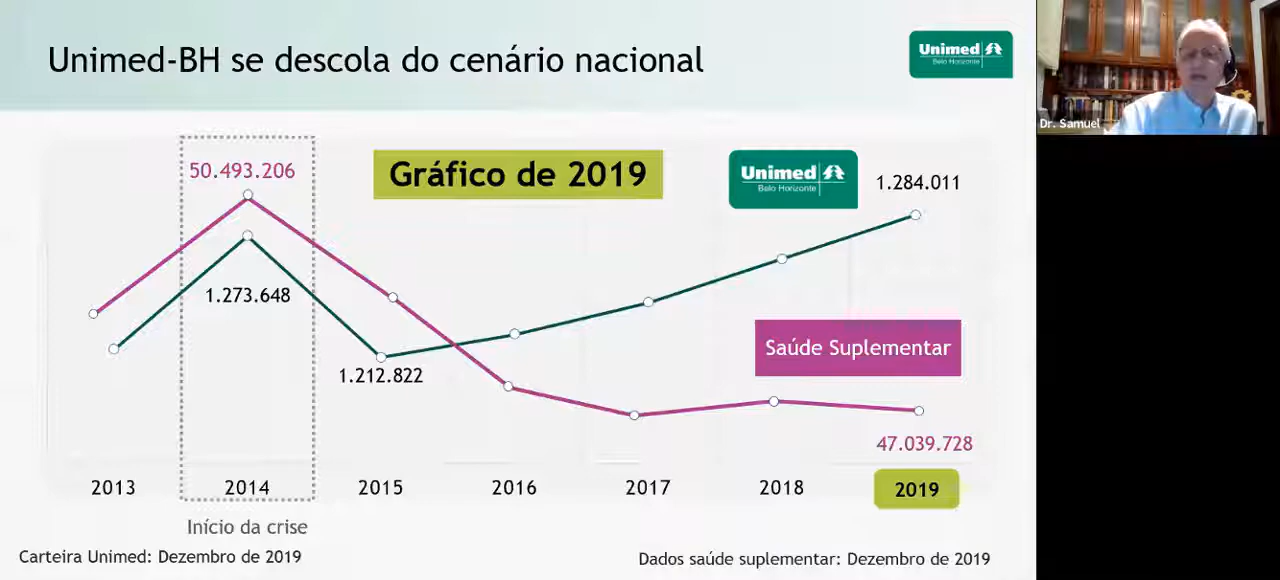 Unimed-BH se descola do cenário nacional
Unimed
Belo Horizonte
Dr. Samuel
50.493.206
Gráfico de 2019
Unimed
Belo Horizonte
1.284.011
1.273.648
Saúde Suplementar
1.212.822
47.039.728
2013 2014 2015 2016 2017 2018 2019
Início da crise
Carteira Unimed: Dezembro de 2019
Dados saúde suplementar: Dezembro de 2019